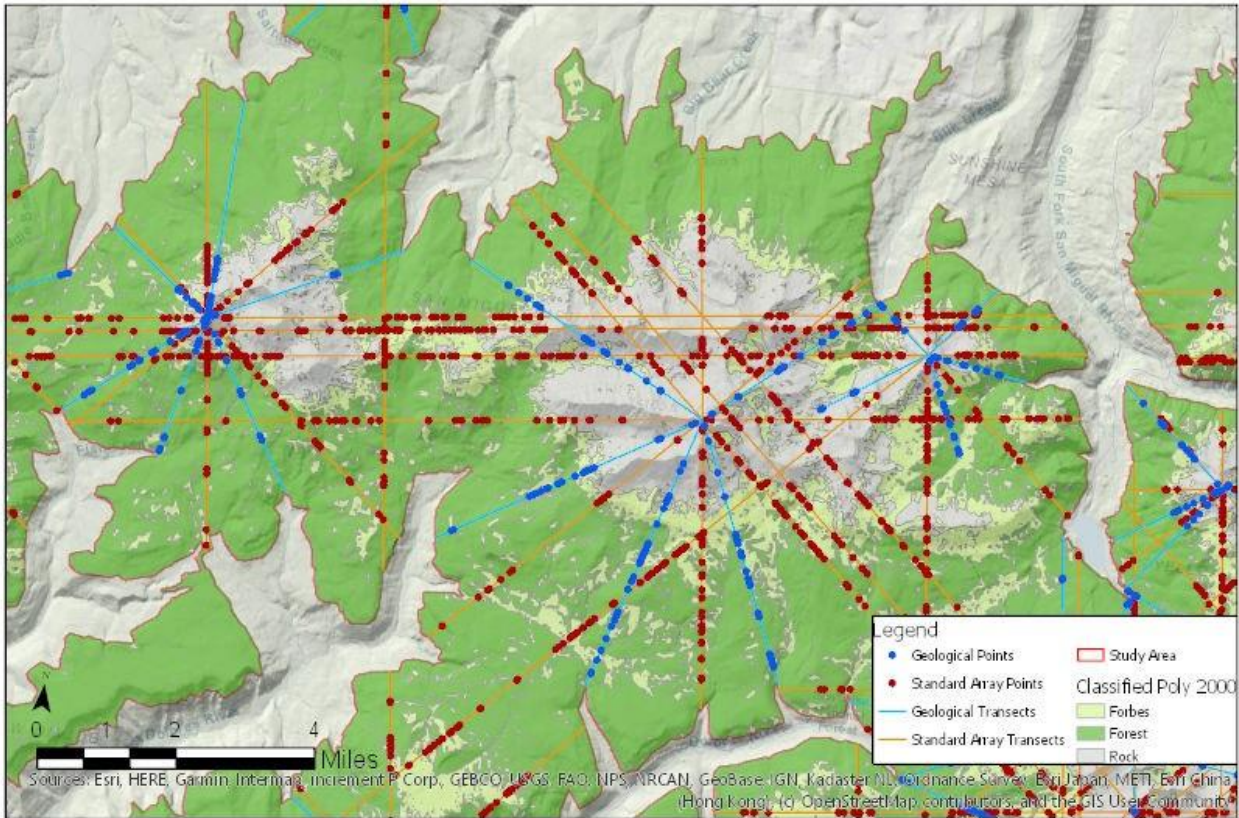 SUNSHINE
MESA
South Fork San Miguel River
SAN MIGUEL
N
0 1 2 4
Miles
Legend
Geological Points
Standard Array Points
Geological Transects
Standard Array Transects
Study Area
Classified Poly 2000
Forbes
Forest
Rock
Sources: Esri, HERE, Garmin, Intermap, increment P Corp., GEBCO, USGS, FAO, NPS, NRCAN, GeoBase, IGN, Kadaster NL, Ordnance Survey, Esri Japan, METI, Esri China
(Hong Kong), (c) OpenStreetMap contributors, and the GIS User Community